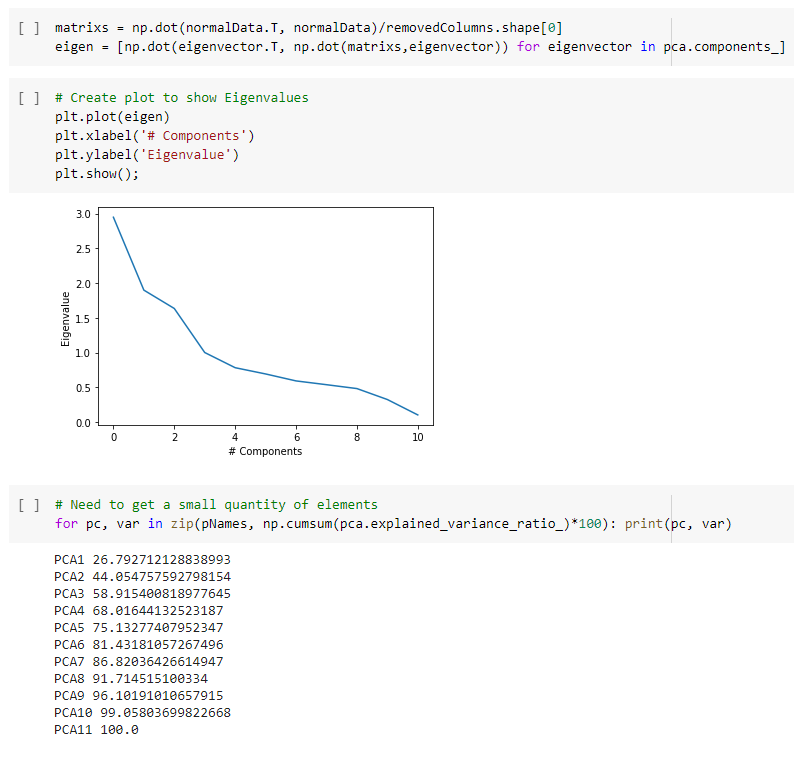 [ ] matrixs = np.dot(normalData.T, normalData)/removedColumns.shape[0]
eigen = [np.dot(eigenvector.T, np.dot(matrixs,eigenvector)) for eigenvector in pca.components_]
[ ] # Create plot to show Eigenvalues
plt.plot(eigen)
plt.xlabel('# Components')
plt.ylabel('Eigenvalue')
plt.show();
3.0
2.5
2.0
1.5
1.0
0.5
0.0
Eigenvalue
0 2 4 6 8 10
# Components
[ ] # Need to get a small quantity of elements
for pc, var in zip(pNames, np.cumsum(pca.explained_variance_ratio_)*100): print(pc, var)
PCA1 26.792712128838993
PCA2 44.054757592798154
PCA3 58.915400818977645
PCA4 68.01644132523187
PCA5 75.13277407952347
PCA6 81.43181057267496
PCA7 86.82036426614947
PCA8 91.714515100334
PCA9 96.10191010657915
PCA10 99.05803699822668
PCA11 100.0